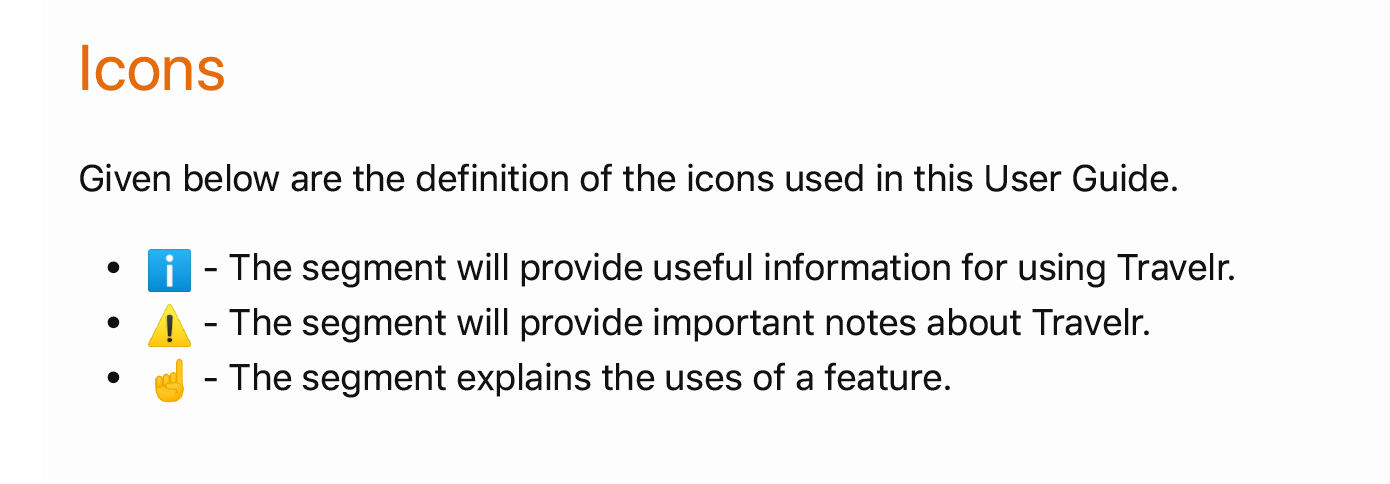 Icons
Given below are the definition of the icons used in this User Guide.
• ℹ️ - The segment will provide useful information for using Travelr.
• ⚠️ - The segment will provide important notes about Travelr.
• ☝️ - The segment explains the uses of a feature.